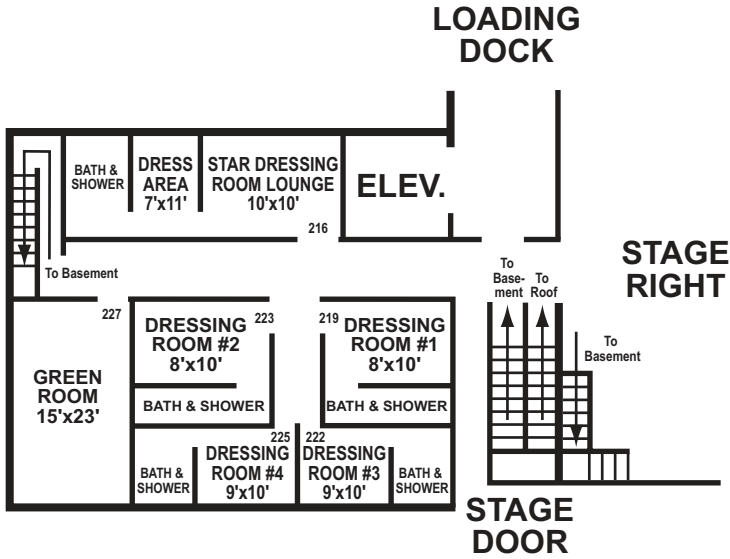 LOADING
DOCK
BATH &
SHOWER
DRESS
AREA
7'x11'
STAR DRESSING
ROOM LOUNGE
10'x10'
ELEV.
216
To Basement
To
Base-
ment
To
Roof
STAGE
RIGHT
227
DRESSING
ROOM #2
8'x10'
223
219
DRESSING
ROOM #1
8'x10'
To
Basement
GREEN
ROOM
15'x23'
BATH & SHOWER
BATH & SHOWER
225
222
BATH &
SHOWER
DRESSING
ROOM #4
9'x10'
DRESSING
ROOM #3
9'x10'
BATH &
SHOWER
STAGE
DOOR